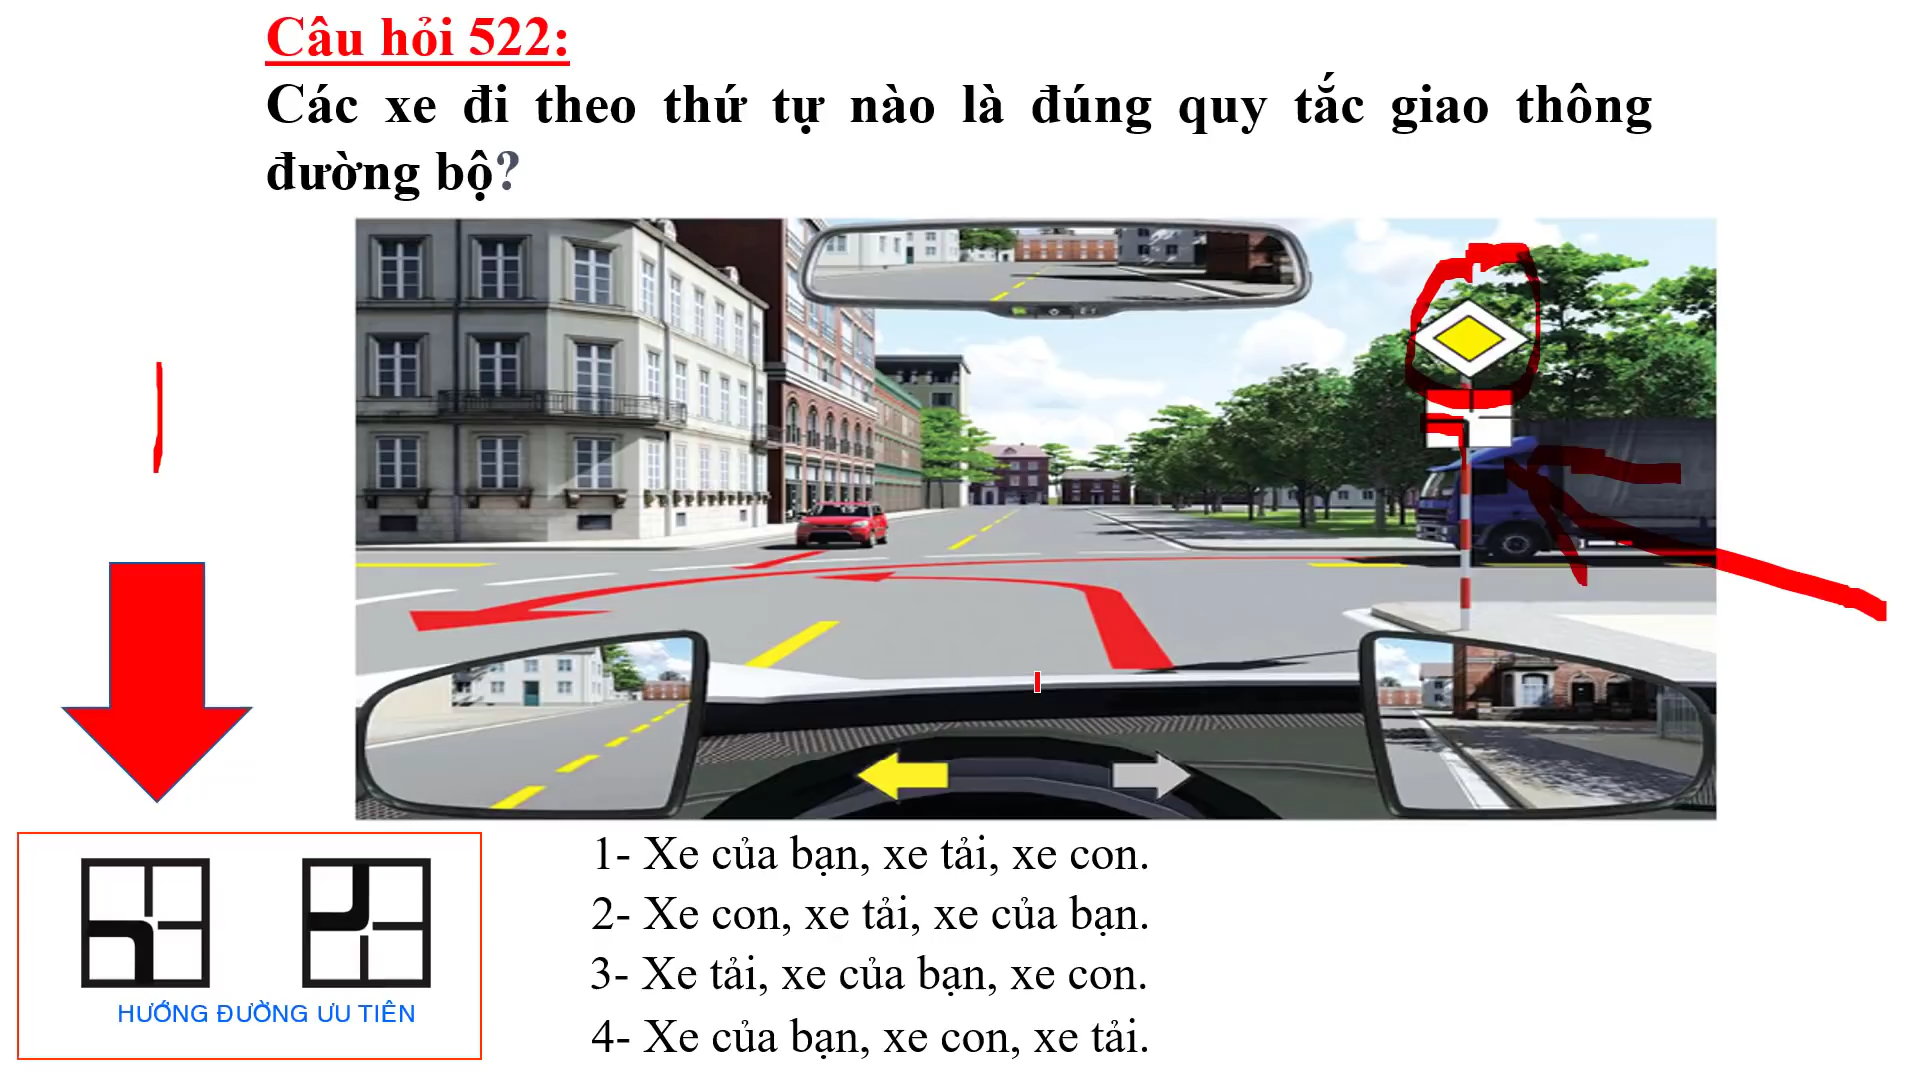 Câu hỏi 522:
Các xe đi theo thứ tự nào là đúng quy tắc giao thông
đường bộ?
1- Xe của bạn, xe tải, xe con.
2- Xe con, xe tải, xe của bạn.
3- Xe tải, xe của bạn, xe con.
4- Xe của bạn, xe con, xe tải.
HƯỚNG ĐƯỜNG ƯU TIÊN